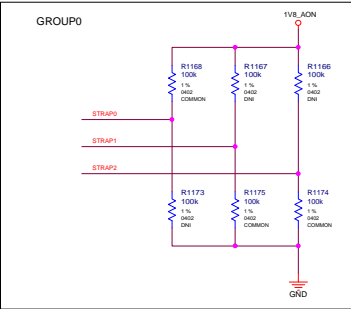 GROUP0
1V8_AON
R1168
100k
1 %
0402
COMMON
R1167
100k
1 %
0402
DNI
R1166
100k
1 %
0402
DNI
STRAP0
STRAP1
STRAP2
R1173
100k
1 %
0402
DNI
R1175
100k
1 %
0402
COMMON
R1174
100k
1 %
0402
COMMON
GND